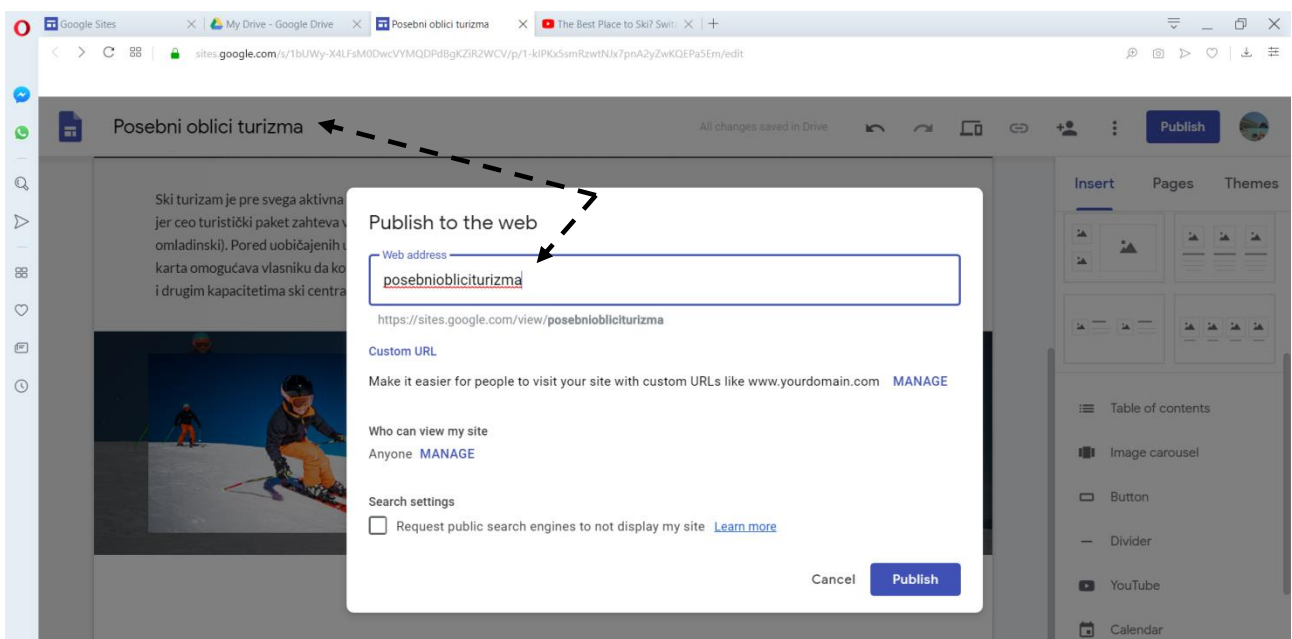 Google Sites
My Drive - Google Drive
Posebni oblici turizma
The Best Place to Ski? Swit
sites.google.com/s/1bUWy-X4LFsM0DwcVYMQDPdBgKZiR2WCV/p/1-kIPKx5smRzwtNJx7pnA2yZwKQEPa5Em/edit
Posebni oblici turizma
All changes saved in Drive
Publish
Insert Pages Themes
Ski turizam je pre svega aktivna
jer ceo turistički paket zahteva v
omladinski). Pored uobičajenih u
karta omogućava vlasniku da ko
i drugim kapacitetima ski centra
Publish to the web
Web address
posebniobliciturizma
https://sites.google.com/view/posebniobliciturizma
Custom URL
Make it easier for people to visit your site with custom URLs like www.yourdomain.com MANAGE
Who can view my site
Anyone MANAGE
Search settings
Request public search engines to not display my site Learn more
Cancel Publish
Table of contents
Image carousel
Button
Divider
YouTube
Calendar